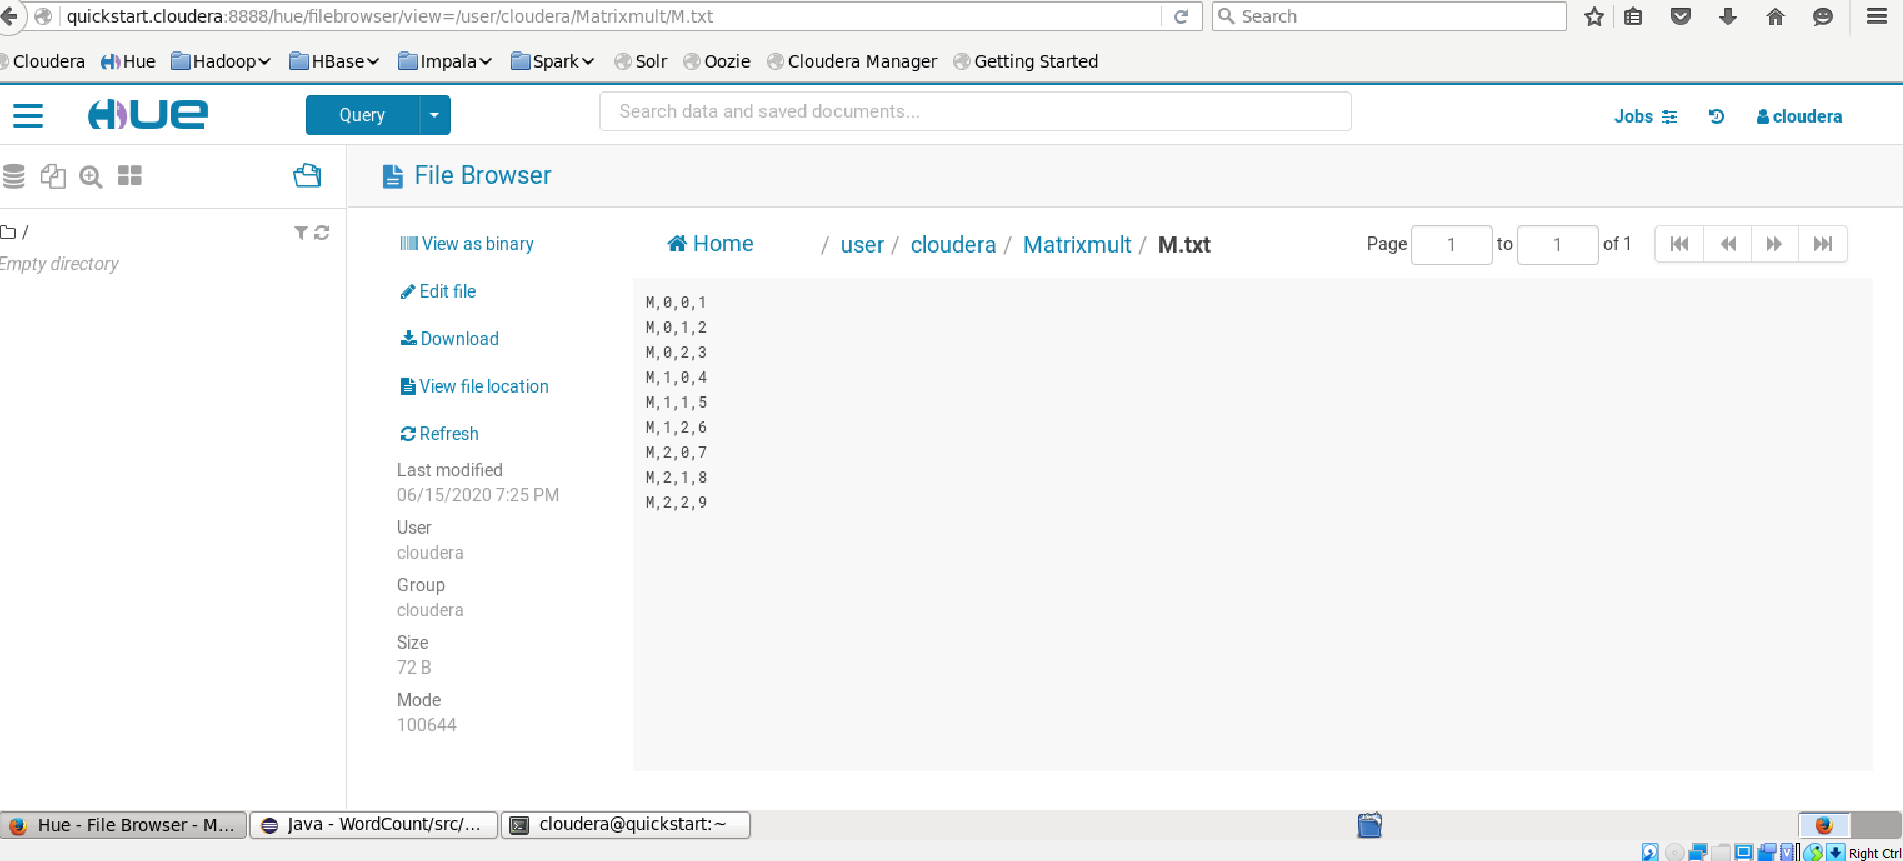 quickstart.cloudera:8888/hue/filebrowser/view=/user/cloudera/Matrixmult/M.txt
Search
Cloudera Hue Hadoop HBase Impala Spark Solr Oozie Cloudera Manager Getting Started
HUE
Query
Search data and saved documents...
Jobs
cloudera
File Browser
/
Empty directory
View as binary
Edit file
Download
View file location
Refresh
Last modified
06/15/2020 7:25 PM
User
cloudera
Group
cloudera
Size
72 B
Mode
100644
Home / user / cloudera / Matrixmult / M.txt
Page 1 to 1 of 1
M,0,0,1
M,0,1,2
M,0,2,3
M,1,0,4
M,1,1,5
M,1,2,6
M,2,0,7
M,2,1,8
M,2,2,9
Hue - File Browser - M...
Java - WordCount/src/...
cloudera@quickstart:~
Right Ctrl